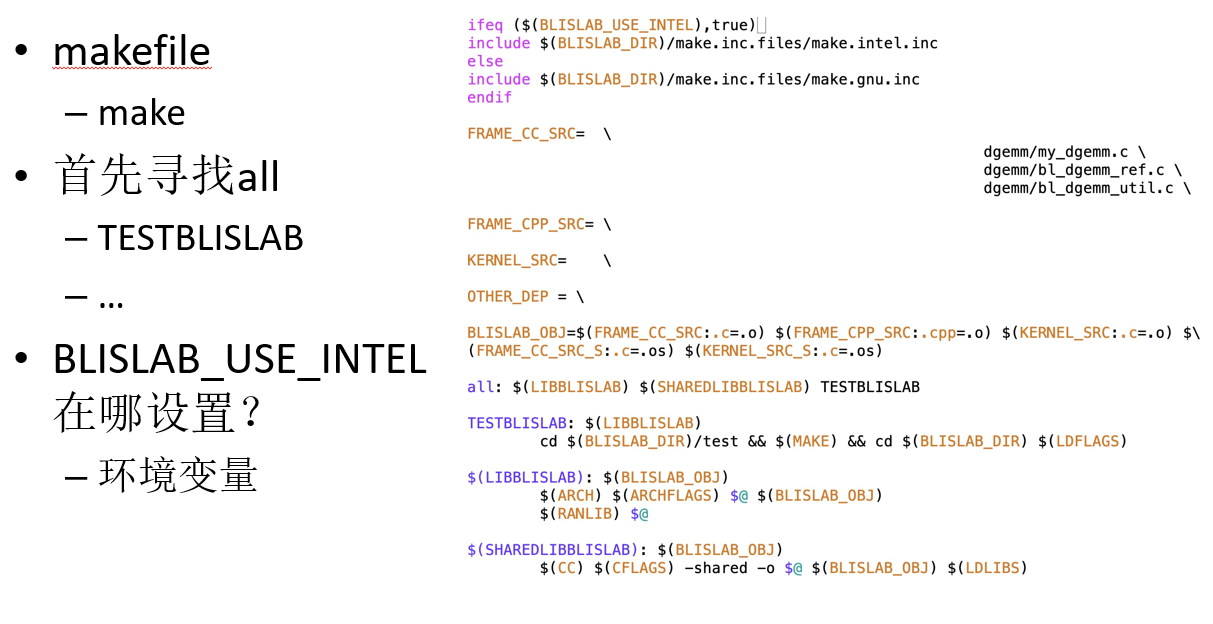 • makefile
– make
• 首先寻找all
– TESTBLISLAB
– …
• BLISLAB_USE_INTEL
在哪设置？
– 环境变量
ifeq ($(BLISLAB_USE_INTEL),true)
include $(BLISLAB_DIR)/make.inc.files/make.intel.inc
else
include $(BLISLAB_DIR)/make.inc.files/make.gnu.inc
endif
FRAME_CC_SRC=  \
dgemm/my_dgemm.c \
dgemm/bl_dgemm_ref.c \
dgemm/bl_dgemm_util.c \
FRAME_CPP_SRC= \
KERNEL_SRC=    \
OTHER_DEP = \
BLISLAB_OBJ=$(FRAME_CC_SRC:.c=.o) $(FRAME_CPP_SRC:.cpp=.o) $(KERNEL_SRC:.c=.o) $\
(FRAME_CC_SRC_S:.c=.os) $(KERNEL_SRC_S:.c=.os)
all: $(LIBBLISLAB) $(SHAREDLIBBLISLAB) TESTBLISLAB
TESTBLISLAB: $(LIBBLISLAB)
cd $(BLISLAB_DIR)/test && $(MAKE) && cd $(BLISLAB_DIR) $(LDFLAGS)
$(LIBBLISLAB): $(BLISLAB_OBJ)
$(ARCH) $(ARCHFLAGS) $@ $(BLISLAB_OBJ)
$(RANLIB) $@
$(SHAREDLIBBLISLAB): $(BLISLAB_OBJ)
$(CC) $(CFLAGS) -shared -o $@ $(BLISLAB_OBJ) $(LDLIBS)